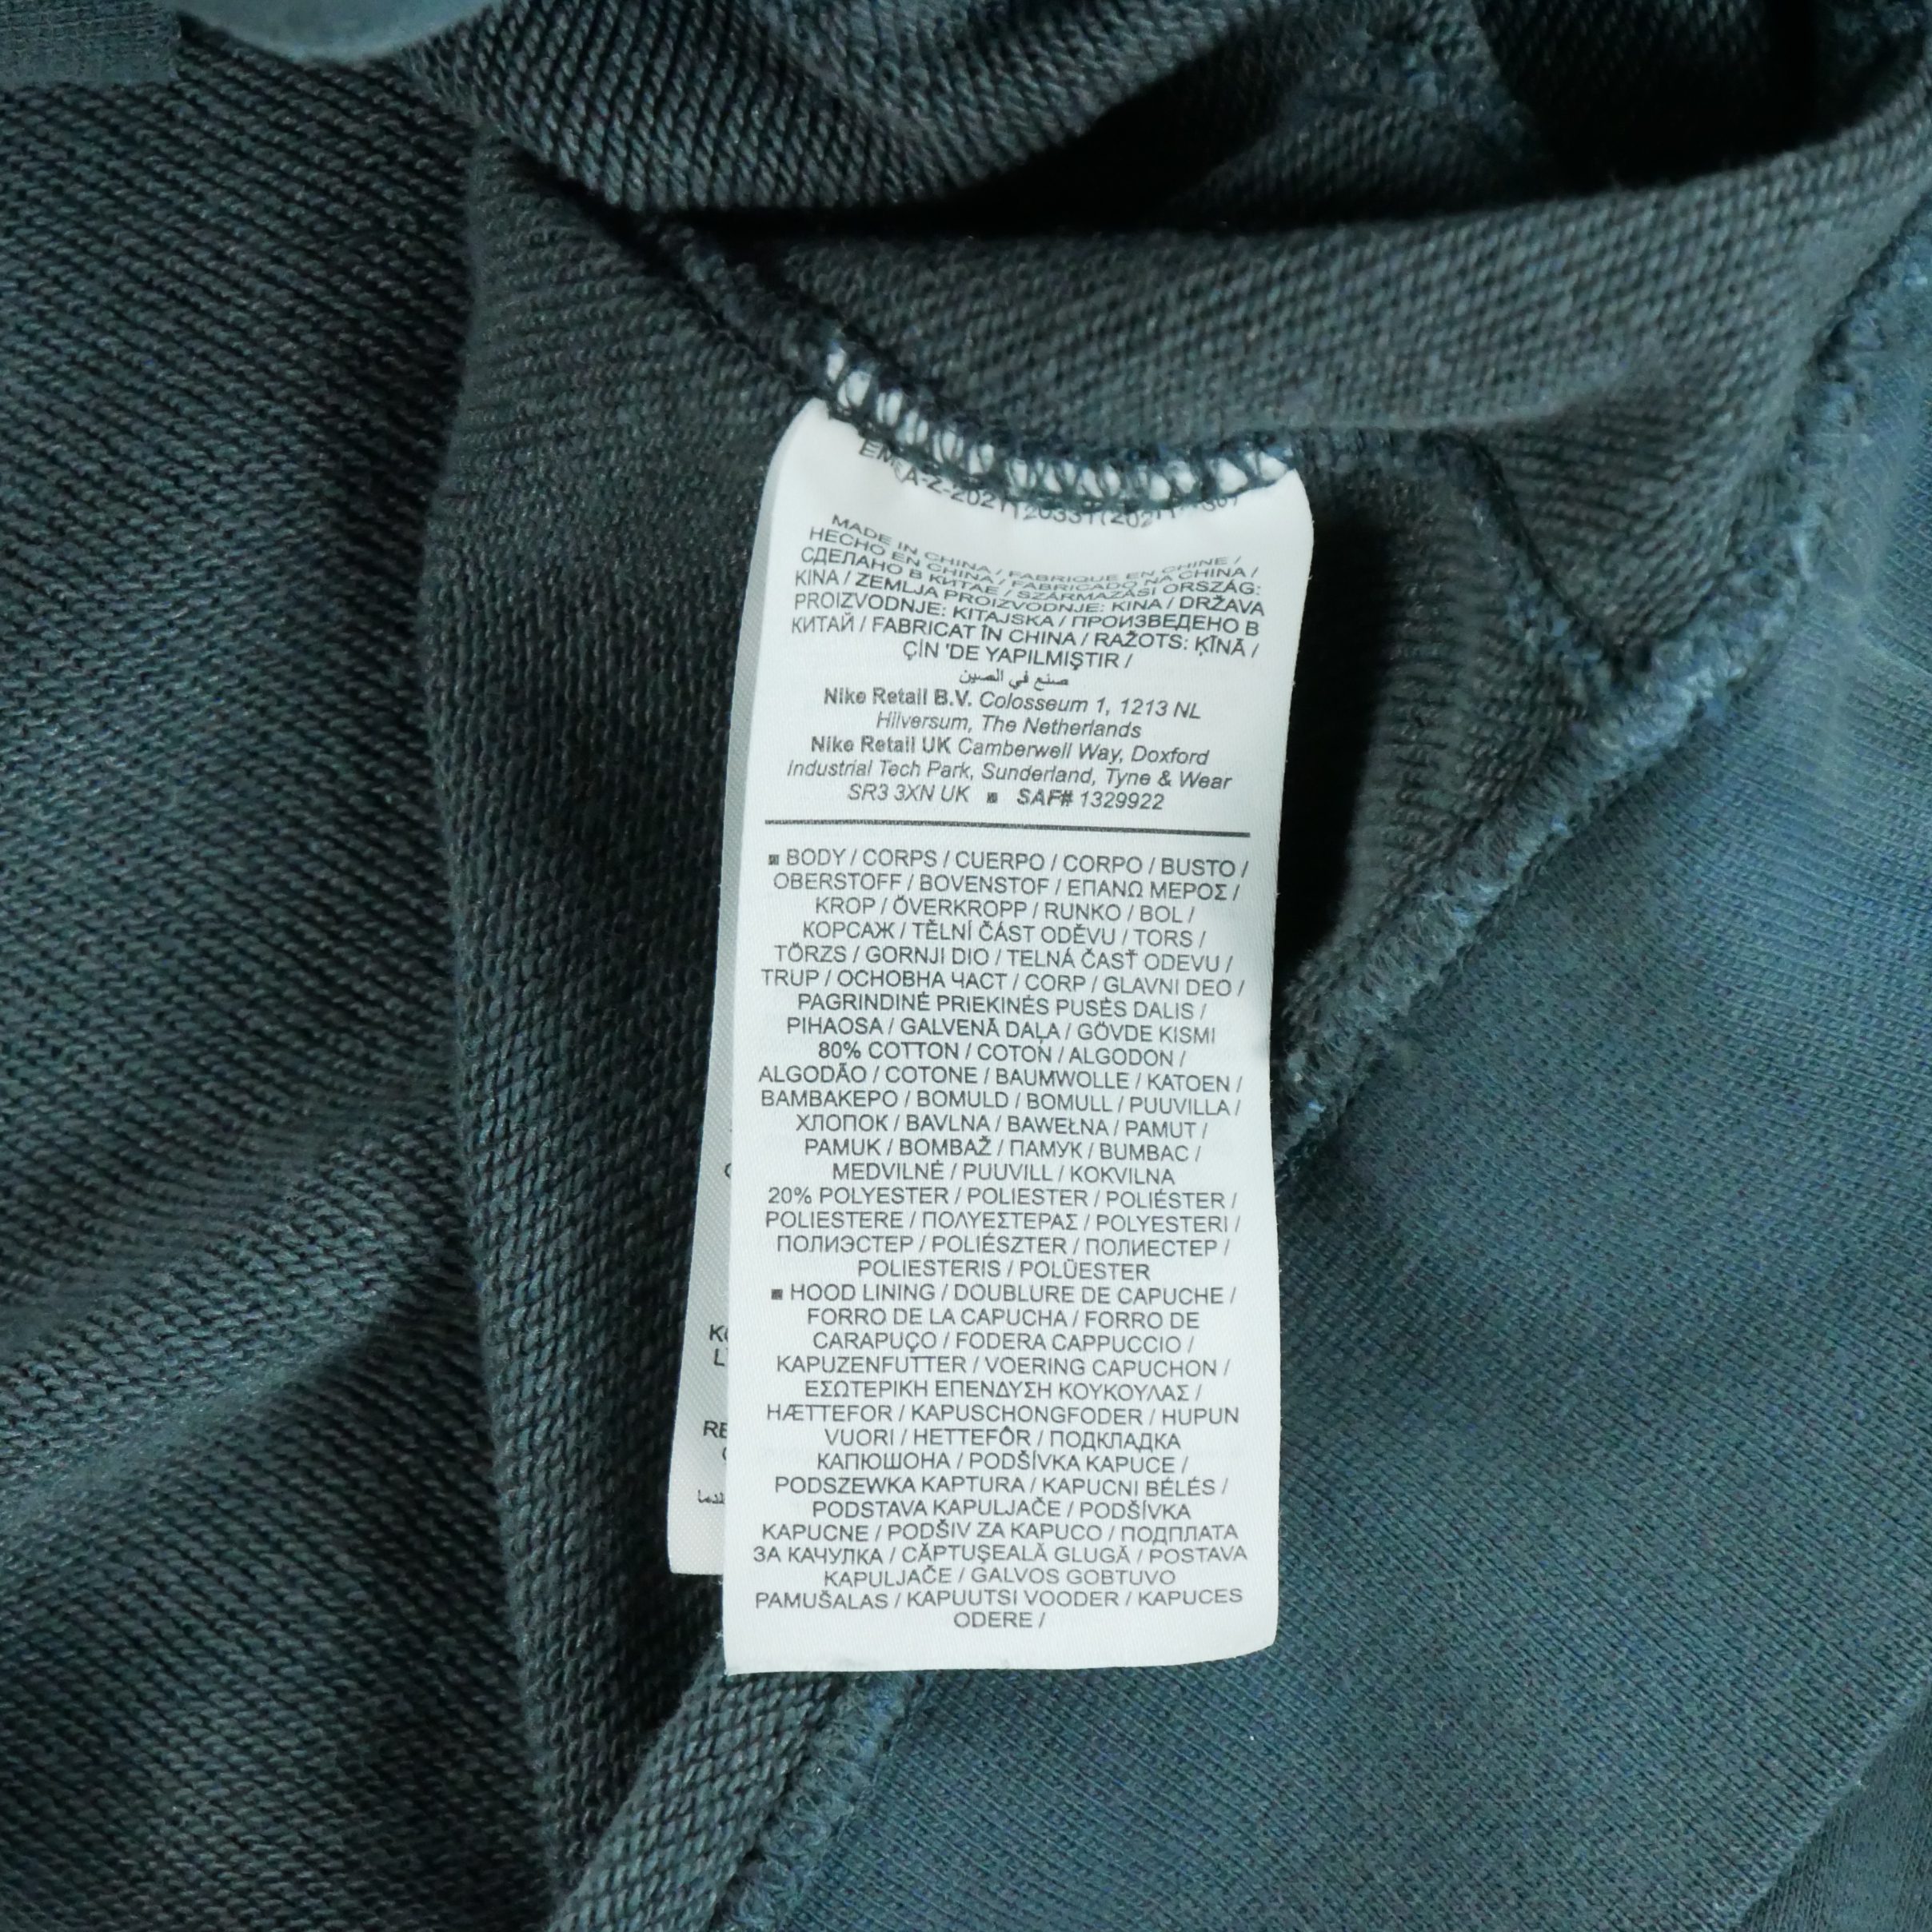 MADE IN CHINA / FABRIQUE EN CHINE /
HECHO EN CHINA / FABRICADO NA CHINA /
СДЕЛАНО В КИТАЕ / SZÁRMAZÁSI ORSZÁG:
KINA / ZEMLJA PROIZVODNJE: KINA / DRŽAVA
PROIZVODNJE: KITAJSKA / ПРОИЗВЕДЕНО В
КИТАЙ / FABRICAT ÎN CHINA / RAŽOTS: ĶĪNĀ /
ÇİN 'DE YAPILMIŞTIR /
صنع في الصين
Nike Retail B.V. Colosseum 1, 1213 NL
Hilversum, The Netherlands
Nike Retail UK Camberwell Way, Doxford
Industrial Tech Park, Sunderland, Tyne & Wear
SR3 3XN UK ■ SAF# 1329922
■ BODY / CORPS / CUERPO / CORPO / BUSTO /
OBERSTOFF / BOVENSTOF / ΕΠΑΝΩ ΜΕΡΟΣ /
KROP / ÖVERKROPP / RUNKO / BOL /
КОРСАЖ / TĚLNÍ ČÁST ODĚVU / TORS /
TÖRZS / GORNJI DIO / TELNÁ ČASŤ ODEVU /
TRUP / ОСНОВНА ЧАСТ / CORP / GLAVNI DEO /
PAGRINDINĖ PRIEKINĖS PUSĖS DALIS /
PIHAOSA / GALVENĀ DAĻA / GÖVDE KISMI
80% COTTON / COTON / ALGODON /
ALGODÃO / COTONE / BAUMWOLLE / KATOEN /
ΒΑΜΒΑΚΕΡΟ / BOMULD / BOMULL / PUUVILLA /
ХЛОПОК / BAVLNA / BAWEŁNA / PAMUT /
PAMUK / BOMBAŽ / ПАМУК / BUMBAC /
MEDVILNĖ / PUUVILL / KOKVILNA
20% POLYESTER / POLIESTER / POLIÉSTER /
POLIESTERE / ΠΟΛΥΕΣΤΕΡΑΣ / POLYESTERI /
ПОЛИЭСТЕР / POLIÉSZTER / ПОЛИЕСТЕР /
POLIESTERIS / POLÜESTER
■ HOOD LINING / DOUBLURE DE CAPUCHE /
FORRO DE LA CAPUCHA / FORRO DE
CARAPUÇO / FODERA CAPPUCCIO /
KAPUZENFUTTER / VOERING CAPUCHON /
ΕΣΩΤΕΡΙΚΗ ΕΠΕΝΔΥΣΗ ΚΟΥΚΟΥΛΑΣ /
HÆTTEFOR / KAPUSCHONGFODER / HUPUN
VUORI / HETTEFÔR / ПОДКЛАДКА
КАПЮШОНА / PODŠÍVKA KAPUCE /
PODSZEWKA KAPTURA / KAPUCNI BÉLÉS /
PODSTAVA KAPULJAČE / PODŠÍVKA
KAPUCNE / PODŠIV ZA KAPUCO / ПОДПЛАТА
ЗА КАЧУЛКА / CĂPTUŞEALĂ GLUGĂ / POSTAVA
KAPULJAČE / GALVOS GOBTUVO
PAMUŠALAS / KAPUUTSI VOODER / KAPUCES
ODERE /